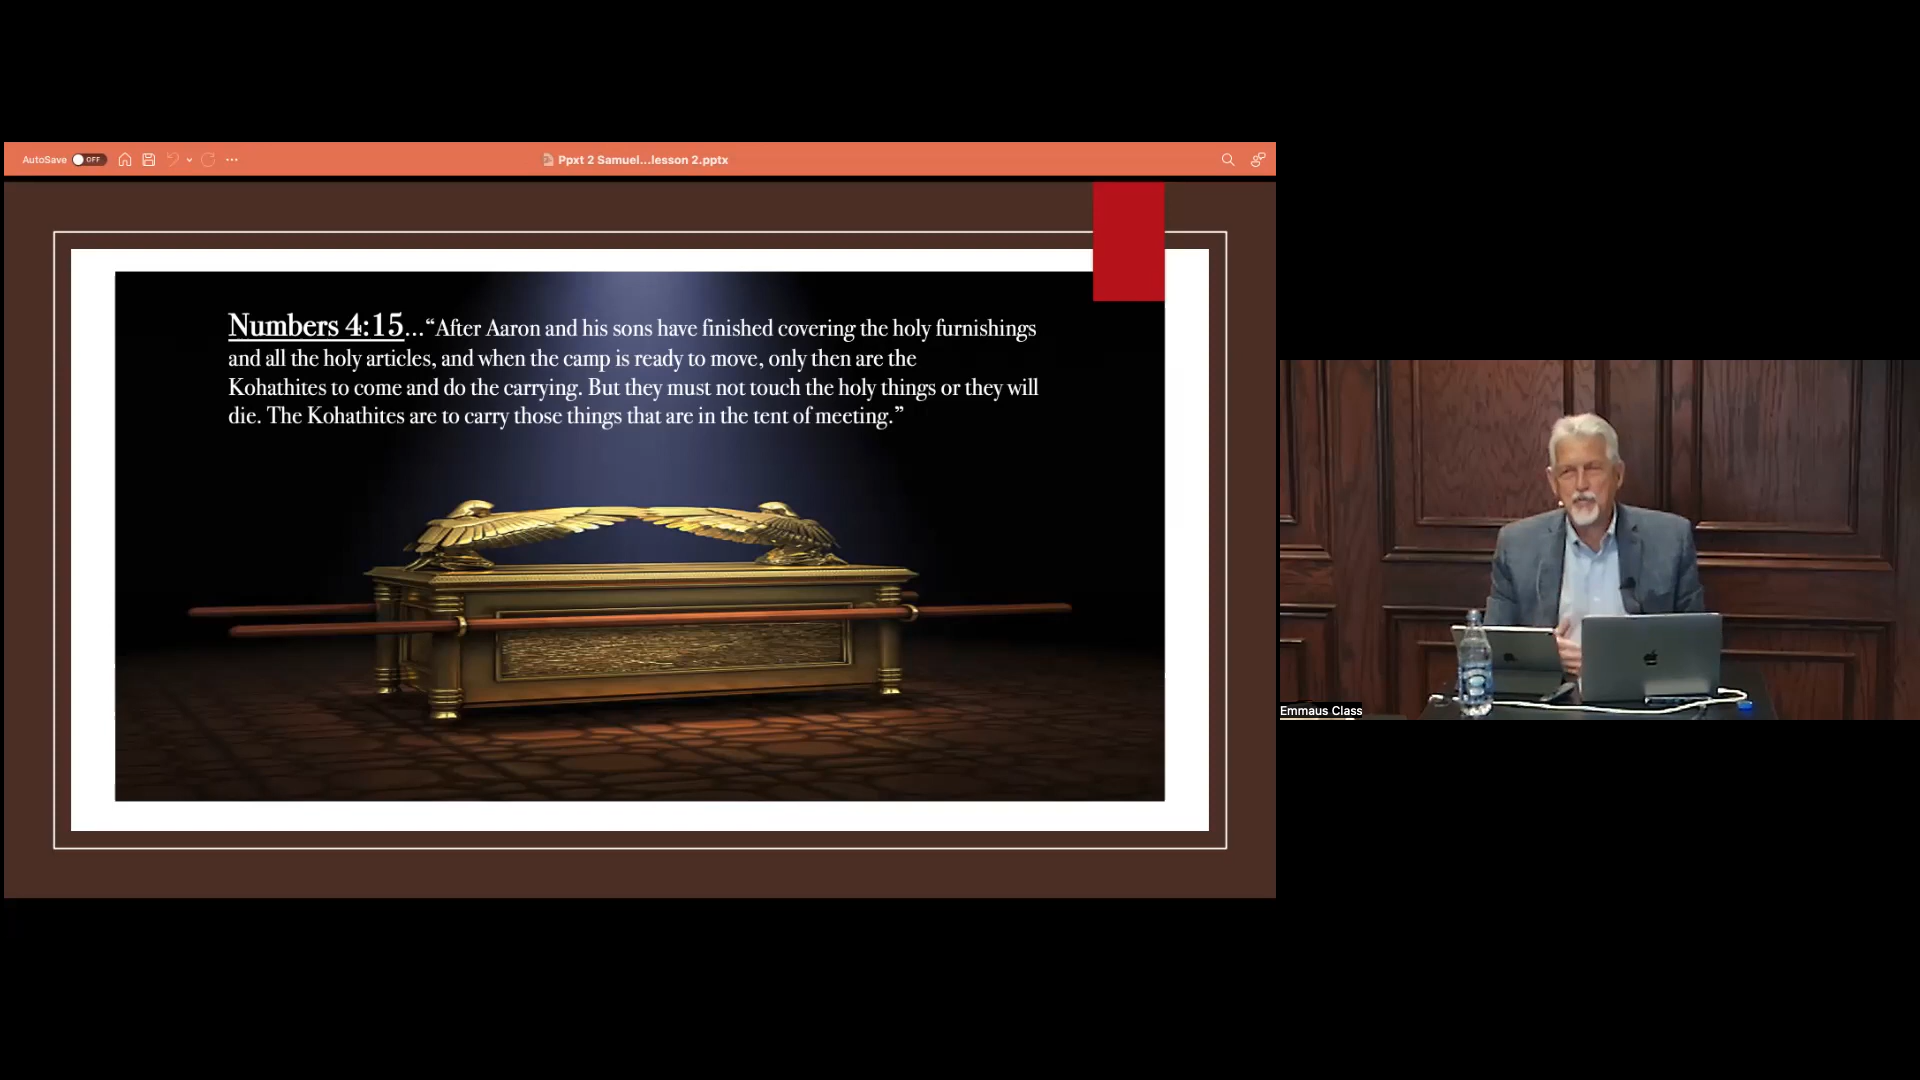 AutoSave OFF
Ppxt 2 Samuel...lesson 2.pptx
Numbers 4:15...“After Aaron and his sons have finished covering the holy furnishings
and all the holy articles, and when the camp is ready to move, only then are the
Kohathites to come and do the carrying. But they must not touch the holy things or they will
die. The Kohathites are to carry those things that are in the tent of meeting.”
Emmaus Class